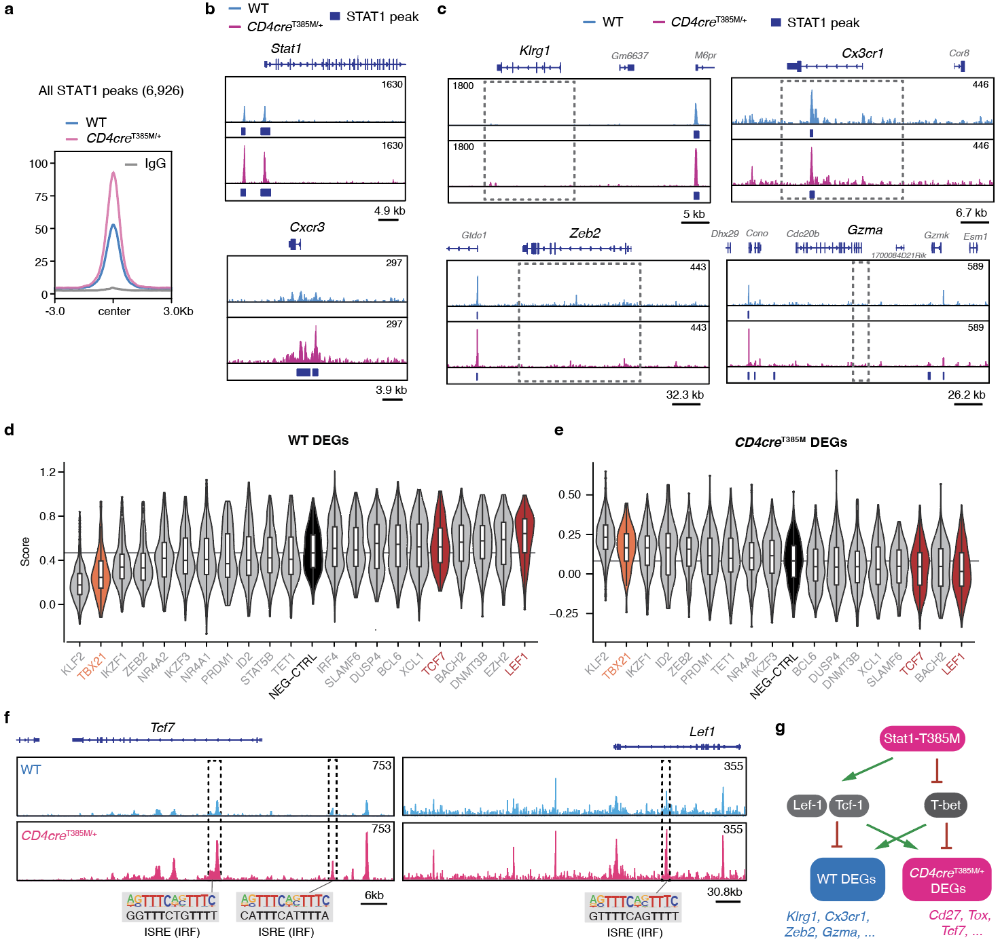 a
All STAT1 peaks (6,926)
WT
CD4creT385M/+
IgG
100
75
50
25
0
-3.0
center
3.0Kb
b
WT
CD4creT385M/+
STAT1 peak
Stat1
1630
1630
4.9 kb
Cxcr3
297
297
3.9 kb
c
WT
CD4creT385M/+
STAT1 peak
Klrg1
Gm6637
M6pr
1800
1800
5 kb
Cx3cr1
Ccr8
446
446
6.7 kb
Gtdc1
Zeb2
443
443
32.3 kb
Dhx29
Ccno
Cdc20b
Gzma
1700084D21Rik
Gzmk
Esm1
589
589
26.2 kb
d
WT DEGs
Score
1.2
0.8
0.4
0.0
KLF2
TBX21
IKZF1
ZEB2
NR4A2
IKZF3
NR4A1
PRDM1
ID2
STAT5B
TET1
NEG−CTRL
IRF4
SLAMF6
DUSP4
BCL6
XCL1
TCF7
BACH2
DNMT3B
EZH2
LEF1
e
CD4creT385M DEGs
0.50
0.25
0.00
−0.25
KLF2
TBX21
IKZF1
ID2
ZEB2
PRDM1
TET1
NR4A2
IKZF3
NEG−CTRL
BCL6
DUSP4
DNMT3B
XCL1
SLAMF6
TCF7
BACH2
LEF1
f
Tcf7
WT
753
CD4creT385M/+
753
GGTTTCTGTTTT
ISRE (IRF)
CATTTCATTTTA
ISRE (IRF)
6kb
Lef1
355
355
GTTTTCAGTTTT
ISRE (IRF)
30.8kb
g
Stat1-T385M
Lef-1
Tcf-1
T-bet
WT DEGs
CD4creT385M/+
DEGs
Klrg1, Cx3cr1,
Zeb2, Gzma, ...
Cd27, Tox,
Tcf7, ...